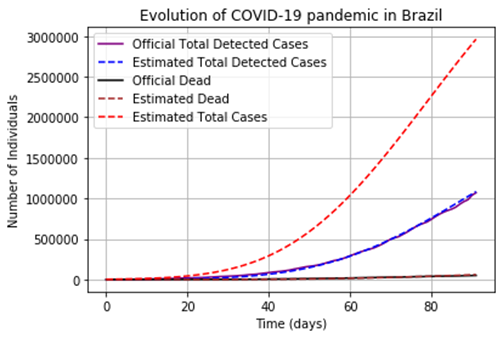 Evolution of COVID-19 pandemic in Brazil
Official Total Detected Cases
Estimated Total Detected Cases
Official Dead
Estimated Dead
Estimated Total Cases
Number of Individuals
3000000
2500000
2000000
1500000
1000000
500000
0
0 20 40 60 80
Time (days)